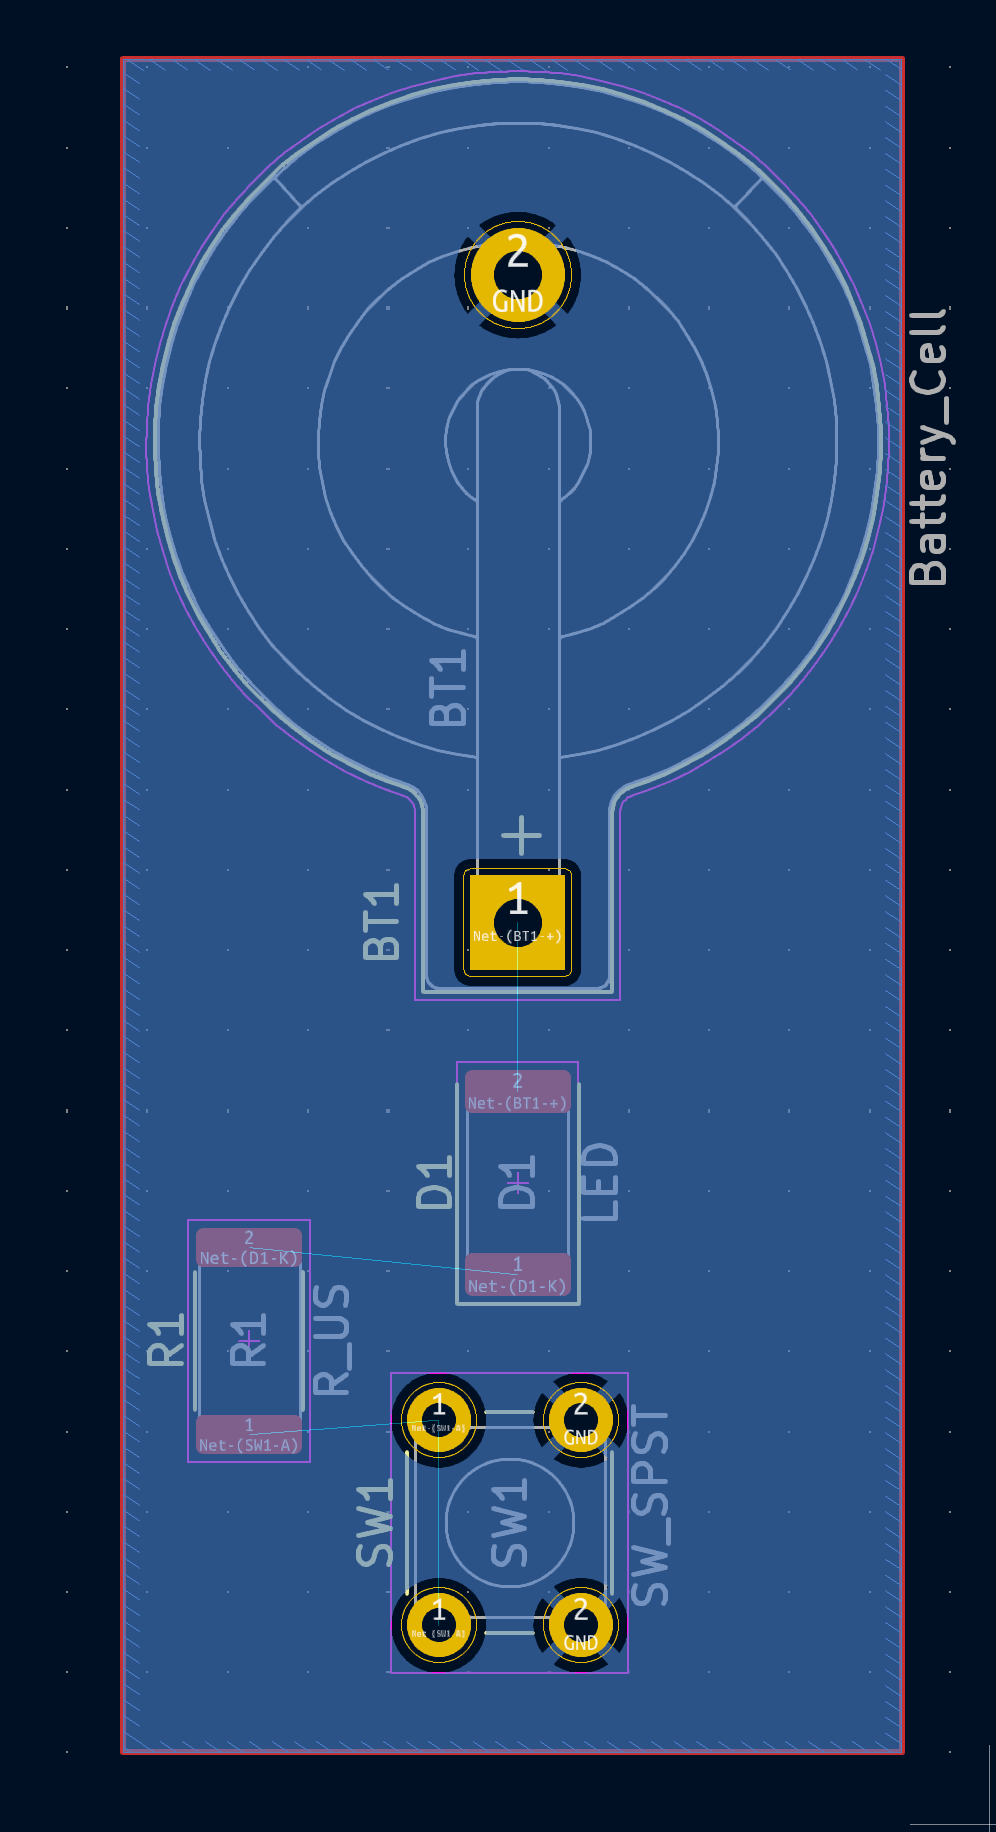 2
GND
Battery_Cell
BT1
+
BT1
1
Net-(BT1-+)
2
Net-(BT1-+)
D1
D1
LED
1
Net-(D1-K)
2
Net-(D1-K)
R1
R1
R_US
1
Net-(SW1-A)
1
Net-(SW1-A)
2
GND
SW1
SW1
SW_SPST
1
Net-(SW1-A)
2
GND